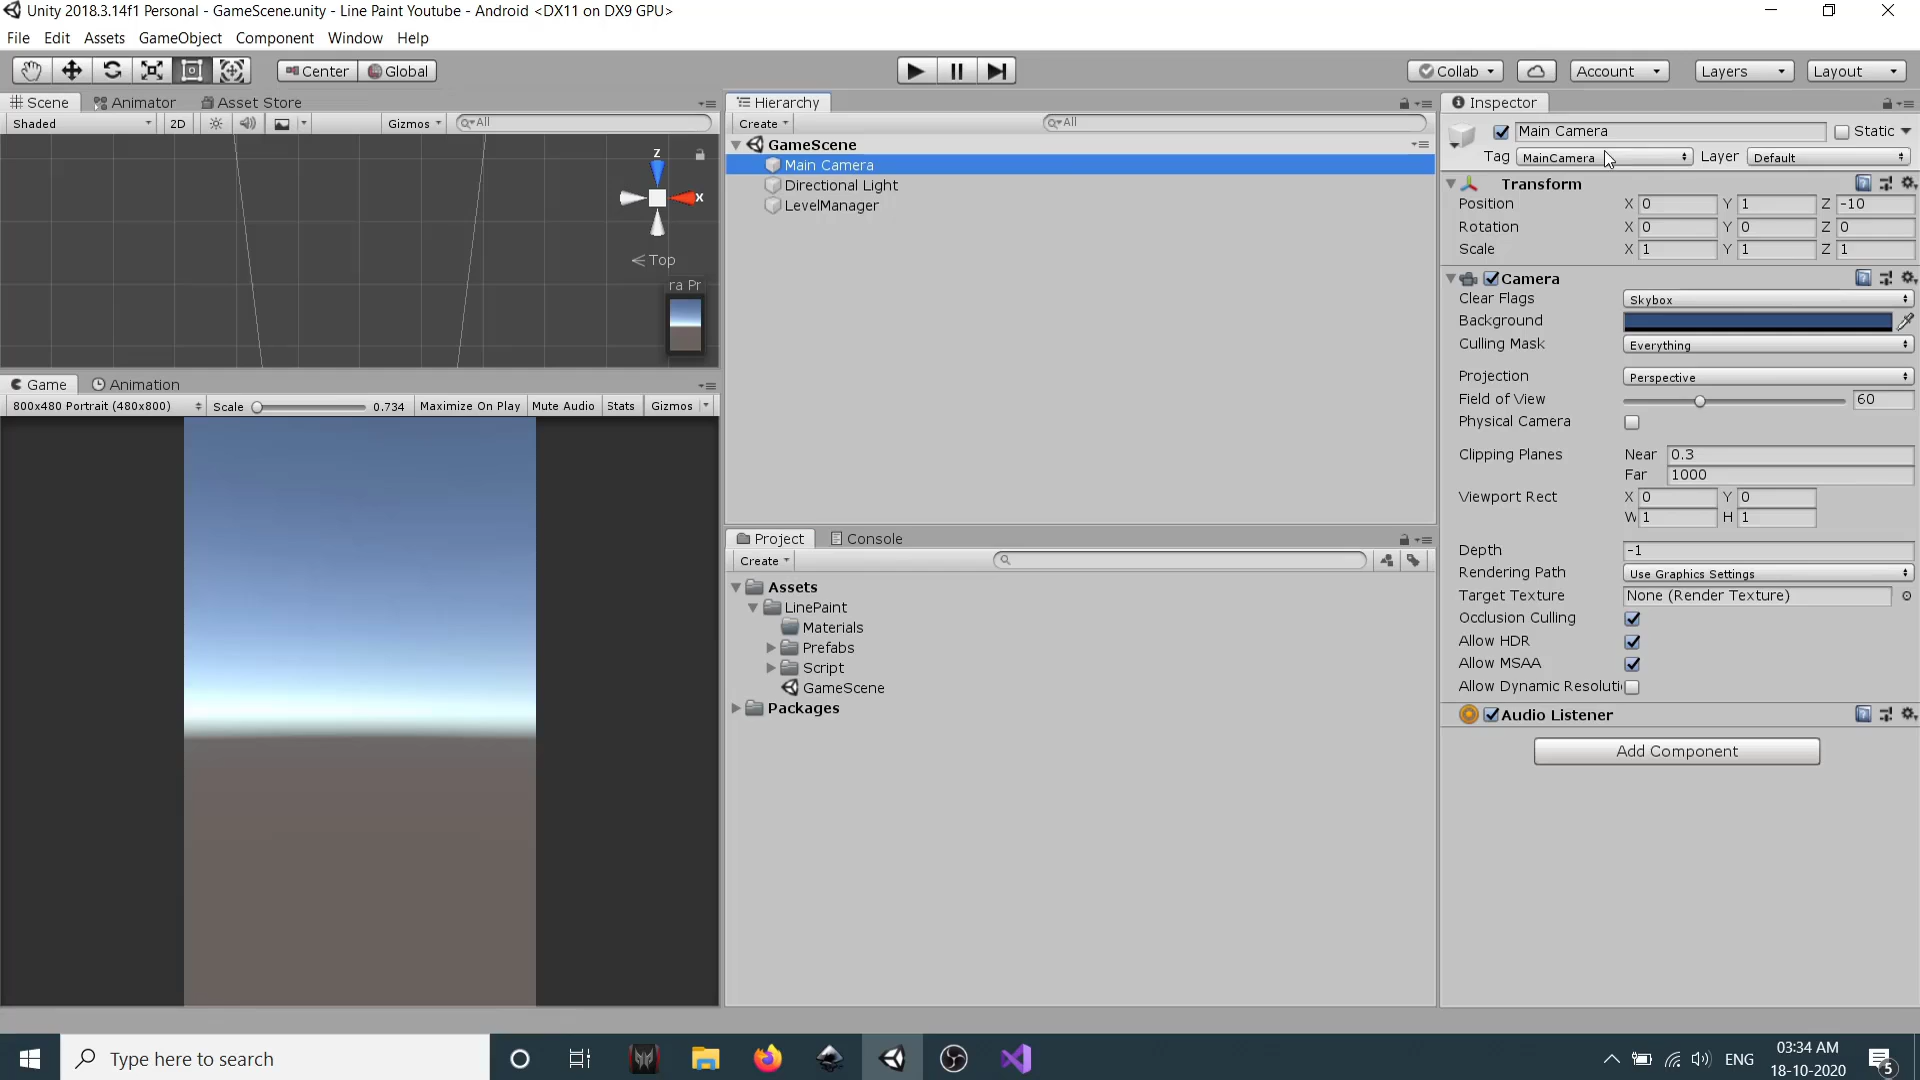 Unity 2018.3.14f1 Personal - GameScene.unity - Line Paint Youtube - Android <DX11 on DX9 GPU>
File Edit Assets GameObject Component Window Help
Center Global Collab Account Layers Layout
Scene Animator Asset Store
Shaded 2D Gizmos All
Z
X
Top
ra Pr
Game Animation
800x480 Portrait (480x800) Scale 0.734 Maximize On Play Mute Audio Stats Gizmos
Hierarchy
Create All
GameScene
Main Camera
Directional Light
LevelManager
Project Console
Create
Assets
LinePaint
Materials
Prefabs
Script
GameScene
Packages
Inspector
Main Camera Static
Tag MainCamera Layer Default
Transform
Position X 0 Y 1 Z -10
Rotation X 0 Y 0 Z 0
Scale X 1 Y 1 Z 1
Camera
Clear Flags Skybox
Background
Culling Mask Everything
Projection Perspective
Field of View 60
Physical Camera
Clipping Planes Near 0.3
Far 1000
Viewport Rect X 0 Y 0
W 1 H 1
Depth -1
Rendering Path Use Graphics Settings
Target Texture None (Render Texture)
Occlusion Culling
Allow HDR
Allow MSAA
Allow Dynamic Resoluti
Audio Listener
Add Component
Type here to search
ENG
03:34 AM
18-10-2020
5